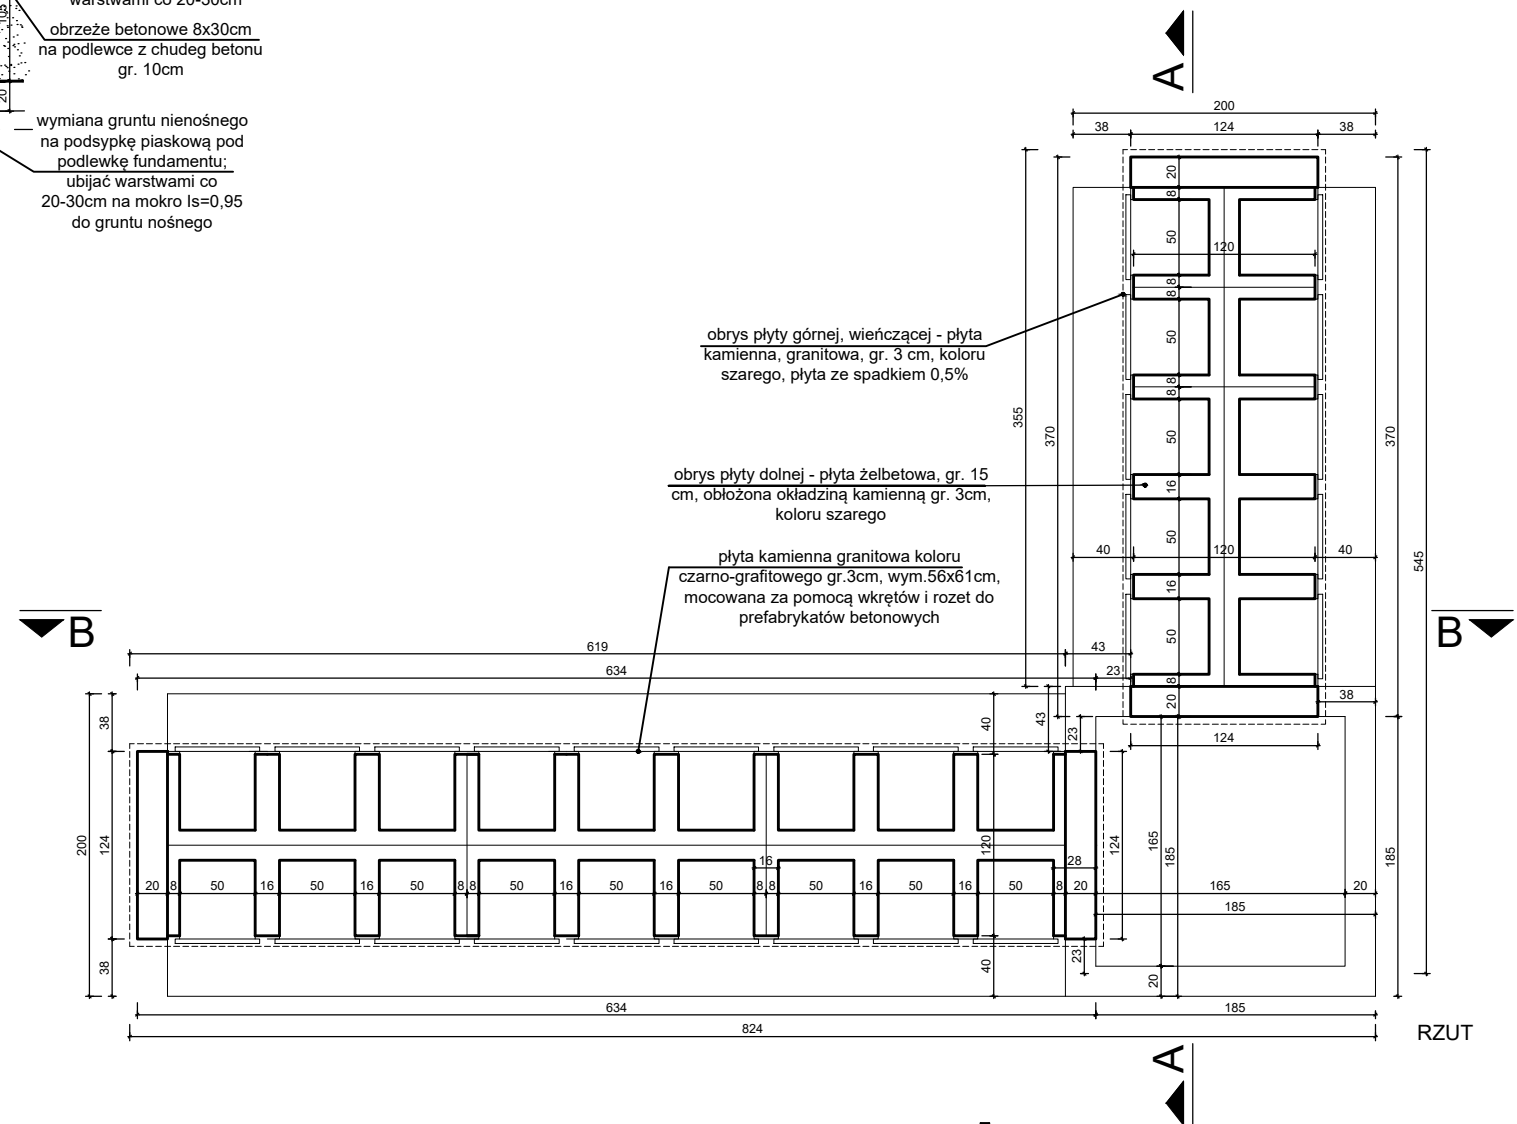 warstwami co 20-30cm
obrzeże betonowe 8x30cm
na podlewce z chudeg betonu
gr. 10cm
105
20
wymiana gruntu nienośnego
na podsypkę piaskową pod
podlewkę fundamentu;
ubijać warstwami co
20-30cm na mokro Is=0,95
do gruntu nośnego
A
200
38 124 38
20
8
50
120
8 8
50
8 8
50
16
50
40 120 40
16
50
8
20
355
370
370
545
obrys płyty górnej, wieńczącej - płyta
kamienna, granitowa, gr. 3 cm, koloru
szarego, płyta ze spadkiem 0,5%
obrys płyty dolnej - płyta żelbetowa, gr. 15
cm, obłożona okładziną kamienną gr. 3cm,
koloru szarego
płyta kamienna granitowa koloru
czarno-grafitowego gr.3cm, wym.56x61cm,
mocowana za pomocą wkrętów i rozet do
prefabrykatów betonowych
B
B
619 43
634 23
38
124
38
43
23
40
38
200
124
38
120
40
124
165
185
185
16
28
20 8 50 16 50 16 50 8 8 50 16 50 16 50 8 8 50 16 50 16 50 8 20 165 20
185
23
20
634 185
824
RZUT
A